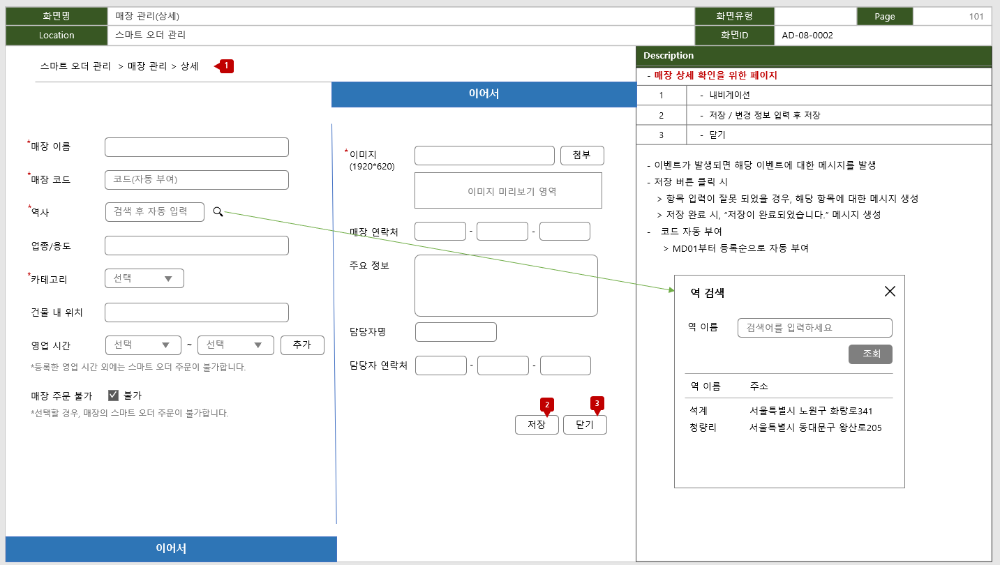 화면명
매장 관리(상세)
화면유형
Page
101
Location
스마트 오더 관리
화면ID
AD-08-0002
스마트 오더 관리 > 매장 관리 > 상세
1
이어서
*매장 이름
*매장 코드
코드(자동 부여)
*역사
검색 후 자동 입력
업종/용도
*카테고리
선택
건물 내 위치
영업 시간
선택
~
선택
추가
*등록한 영업 시간 외에는 스마트 오더 주문이 불가합니다.
매장 주문 불가
불가
*선택할 경우, 매장의 스마트 오더 주문이 불가합니다.
이어서
*이미지
(1920*620)
첨부
이미지 미리보기 영역
매장 연락처
-
-
주요 정보
담당자명
담당자 연락처
-
-
2
3
저장
닫기
Description
- 매장 상세 확인을 위한 페이지
1
- 내비게이션
2
- 저장 / 변경 정보 입력 후 저장
3
- 닫기
- 이벤트가 발생되면 해당 이벤트에 대한 메시지를 발생
- 저장 버튼 클릭 시
> 항목 입력이 잘못 되었을 경우, 해당 항목에 대한 메시지 생성
> 저장 완료 시, “저장이 완료되었습니다.” 메시지 생성
- 코드 자동 부여
> MD01부터 등록순으로 자동 부여
역 검색
역 이름
검색어를 입력하세요
조회
역 이름
주소
석계
서울특별시 노원구 화랑로341
청량리
서울특별시 동대문구 왕산로205